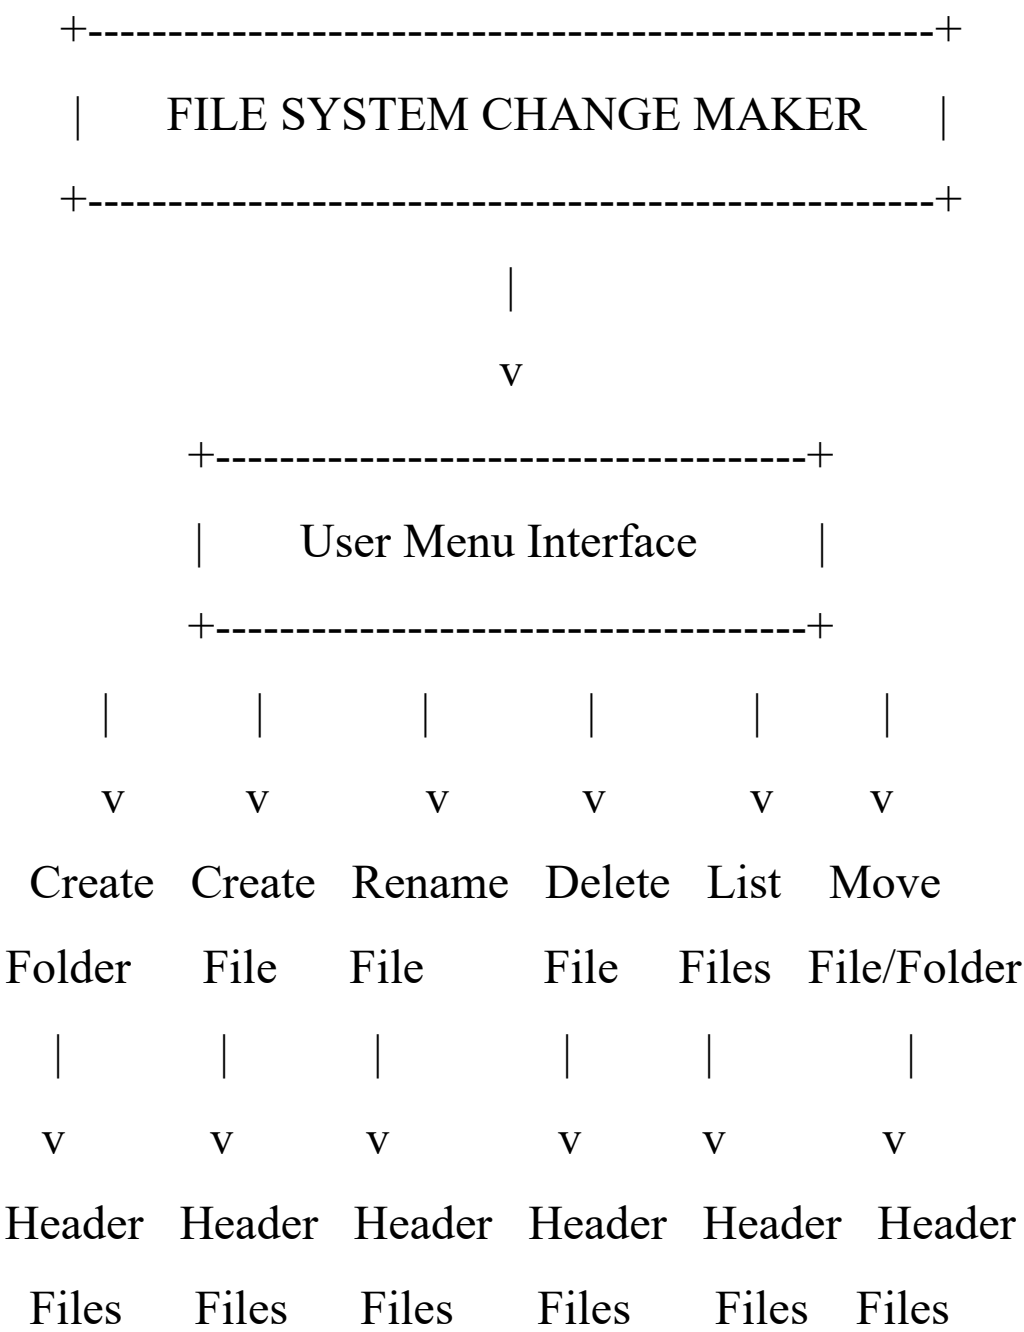 +-----------------------------------------------------+
|       FILE SYSTEM CHANGE MAKER       |
+-----------------------------------------------------+
|
v
+-------------------------------------+
|        User Menu Interface          |
+-------------------------------------+
|            |            |            |            |          |
v          v            v            v            v        v
Create   Create   Rename   Delete   List    Move
Folder      File      File          File     Files   File/Folder
|            |            |              |           |                |
v            v           v              v          v             v
Header   Header   Header   Header   Header   Header
Files      Files      Files       Files       Files    Files